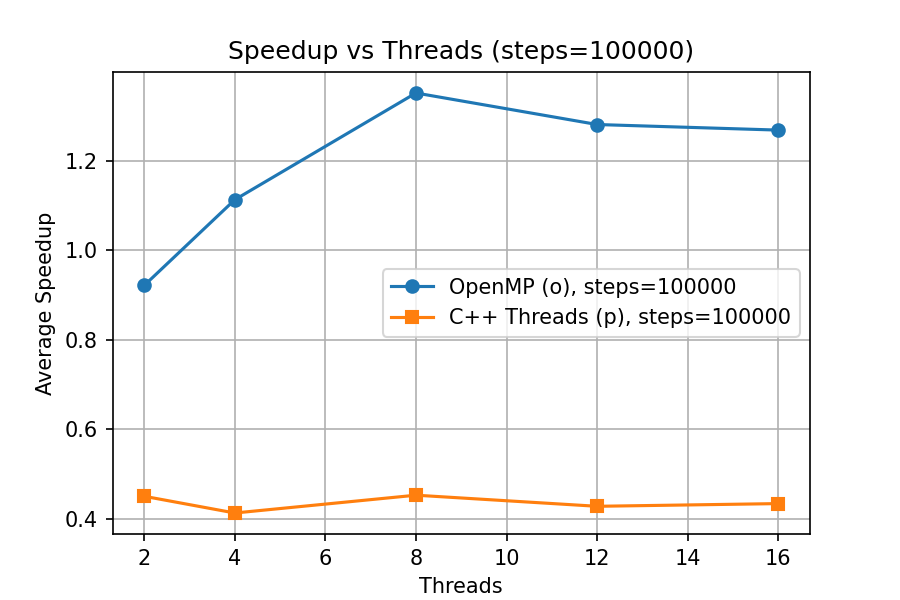 Speedup vs Threads (steps=100000)
Average Speedup
1.2
1.0
0.8
0.6
0.4
OpenMP (o), steps=100000
C++ Threads (p), steps=100000
2 4 6 8 10 12 14 16
Threads